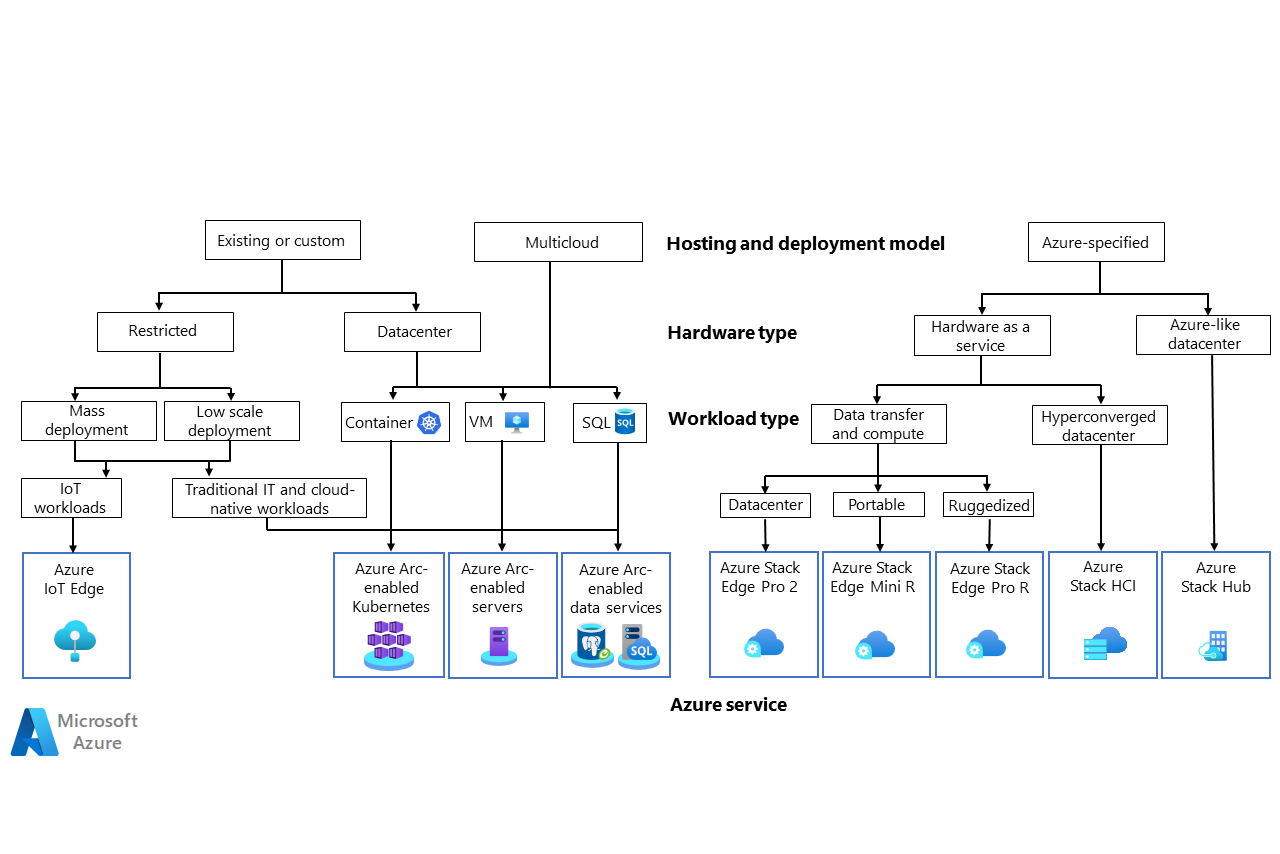 Existing or custom
Multicloud
Hosting and deployment model
Azure-specified
Restricted
Datacenter
Hardware type
Hardware as a
service
Azure-like
datacenter
Mass
deployment
Low scale
deployment
Container
VM
SQL
SQL
Workload type
Data transfer
and compute
Hyperconverged
datacenter
IoT
workloads
Traditional IT and cloud-
native workloads
Datacenter
Portable
Ruggedized
Azure
IoT Edge
Azure Arc-
enabled
Kubernetes
Azure Arc-
enabled
servers
Azure Arc-
enabled
data services
SQL
Azure Stack
Edge Pro 2
Azure Stack
Edge Mini R
Azure Stack
Edge Pro R
Azure
Stack HCI
Azure
Stack Hub
Azure service
Microsoft
Azure